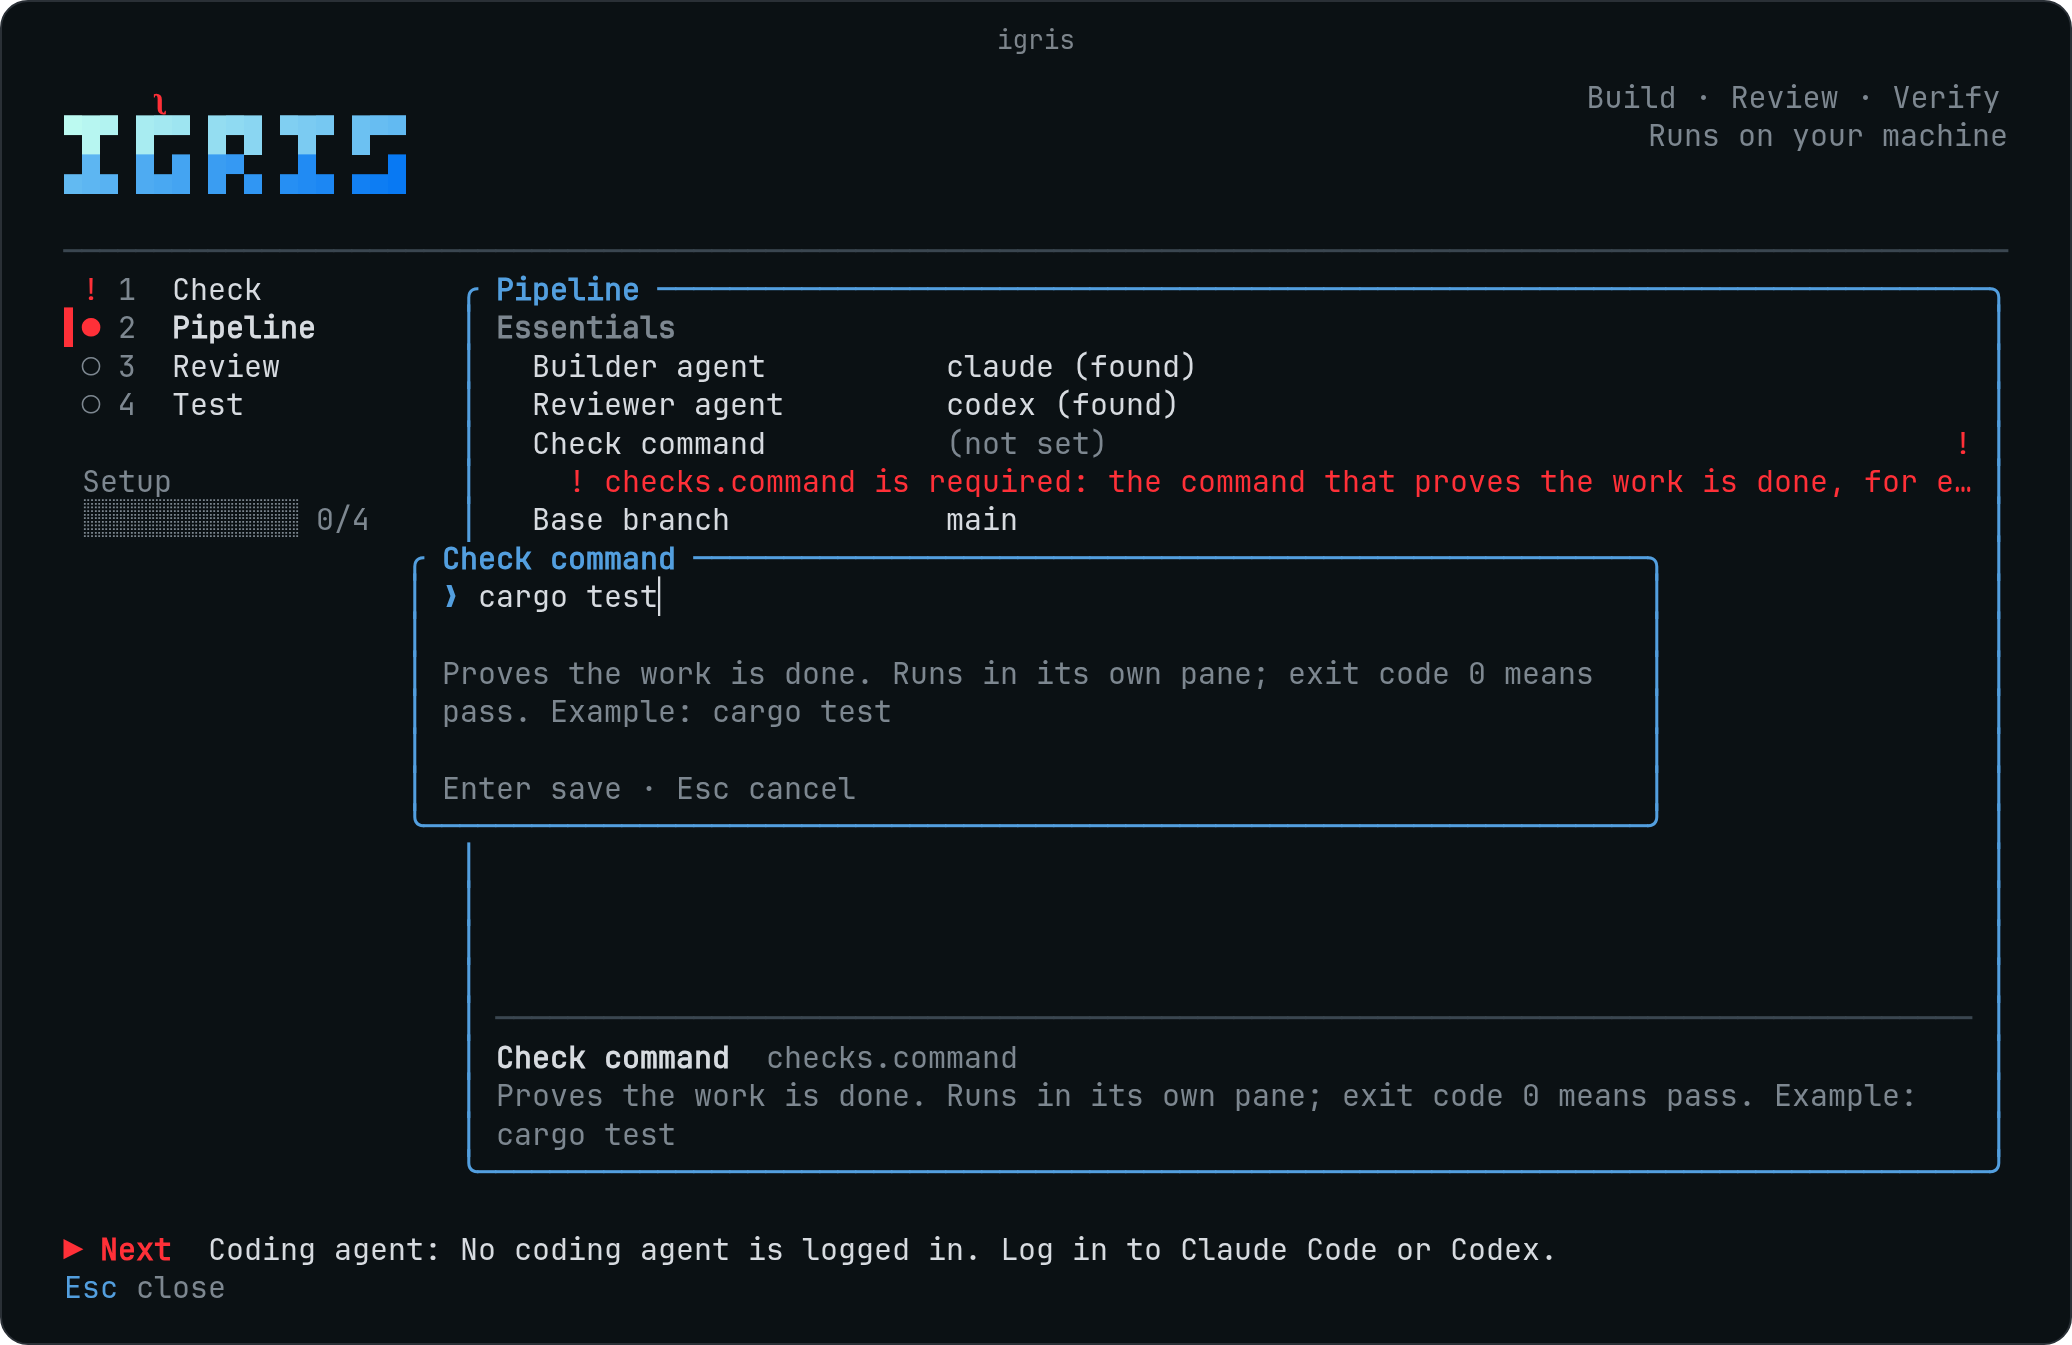 igris
IGRIS
Build · Review · Verify
Runs on your machine
! 1 Check
● 2 Pipeline
○ 3 Review
○ 4 Test
Setup
0/4
Pipeline
Essentials
Builder agent claude (found)
Reviewer agent codex (found)
Check command (not set) !
! checks.command is required: the command that proves the work is done, for e…
Base branch main
Check command
❯ cargo test
Proves the work is done. Runs in its own pane; exit code 0 means
pass. Example: cargo test
Enter save · Esc cancel
Check command checks.command
Proves the work is done. Runs in its own pane; exit code 0 means pass. Example:
cargo test
▶ Next Coding agent: No coding agent is logged in. Log in to Claude Code or Codex.
Esc close